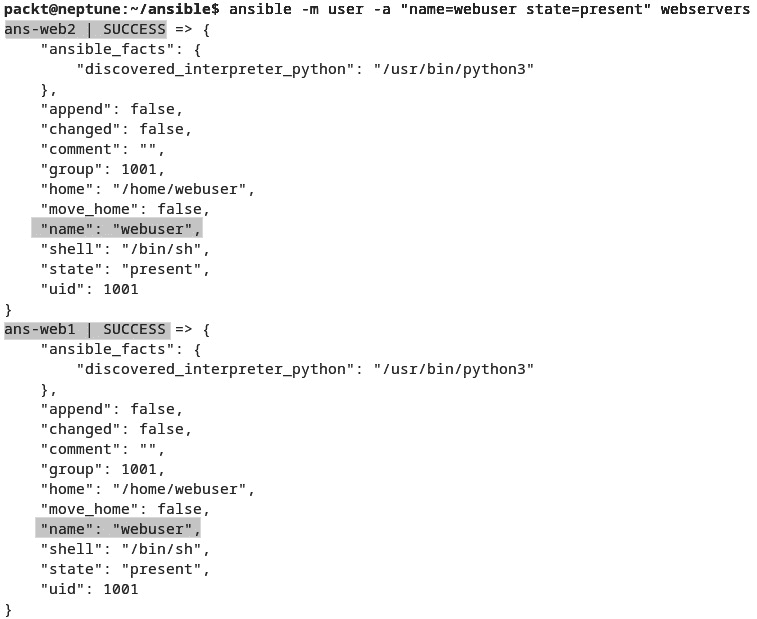 packt@neptune:~/ansible$ ansible -m user -a "name=webuser state=present" webservers
ans-web2 | SUCCESS => {
    "ansible_facts": {
        "discovered_interpreter_python": "/usr/bin/python3"
    },
    "append": false,
    "changed": false,
    "comment": "",
    "group": 1001,
    "home": "/home/webuser",
    "move_home": false,
    "name": "webuser",
    "shell": "/bin/sh",
    "state": "present",
    "uid": 1001
}
ans-web1 | SUCCESS => {
    "ansible_facts": {
        "discovered_interpreter_python": "/usr/bin/python3"
    },
    "append": false,
    "changed": false,
    "comment": "",
    "group": 1001,
    "home": "/home/webuser",
    "move_home": false,
    "name": "webuser",
    "shell": "/bin/sh",
    "state": "present",
    "uid": 1001
}